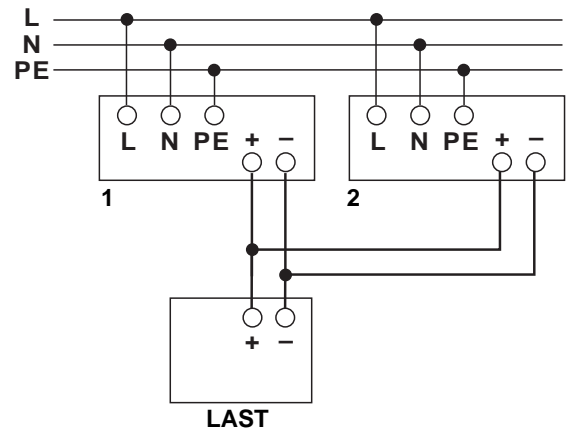 L
N
PE
L N PE + − L N PE + −
1 2
+ −
LAST